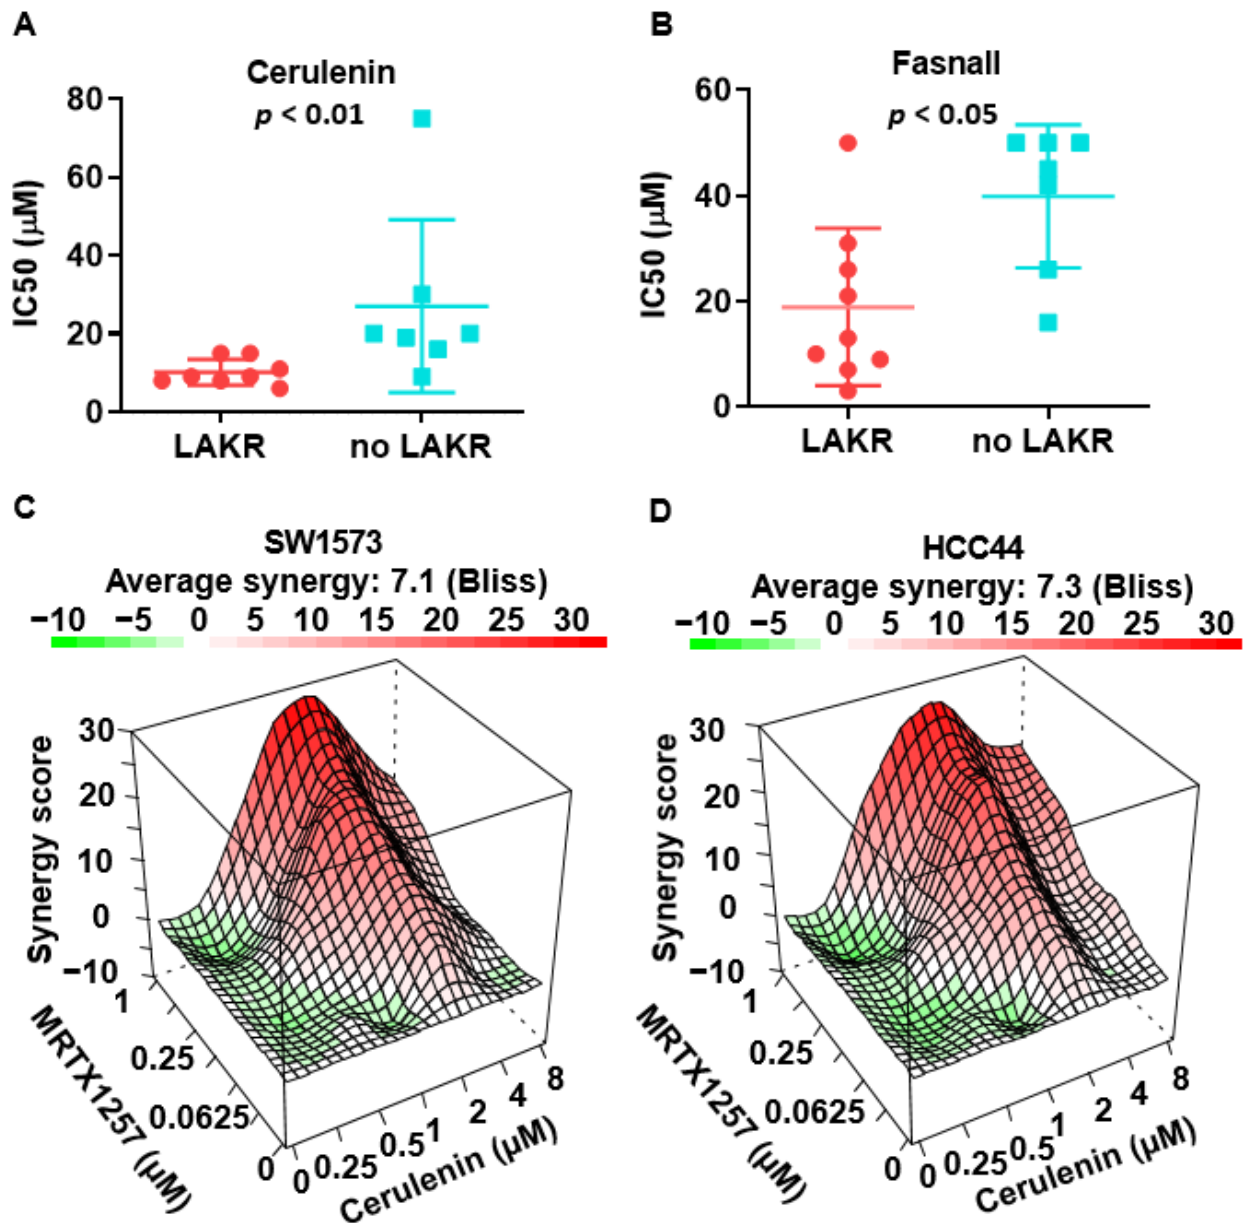 A
Cerulenin
p < 0.01
IC50 (μM)
80
60
40
20
0
LAKR
no LAKR
B
Fasnall
p < 0.05
IC50 (μM)
60
40
20
0
LAKR
no LAKR
C
SW1573
Average synergy: 7.1 (Bliss)
−10 −5 0 5 10 15 20 25 30
Synergy score
30
20
10
0
−10
MRTX1257 (μM)
1
0.25
0.0625
0
Cerulenin (μM)
0 0.25 0.5 1 2 4 8
D
HCC44
Average synergy: 7.3 (Bliss)
−10 −5 0 5 10 15 20 25 30
Synergy score
30
20
10
0
−10
MRTX1257 (μM)
1
0.25
0.0625
0
Cerulenin (μM)
0 0.25 0.5 1 2 4 8